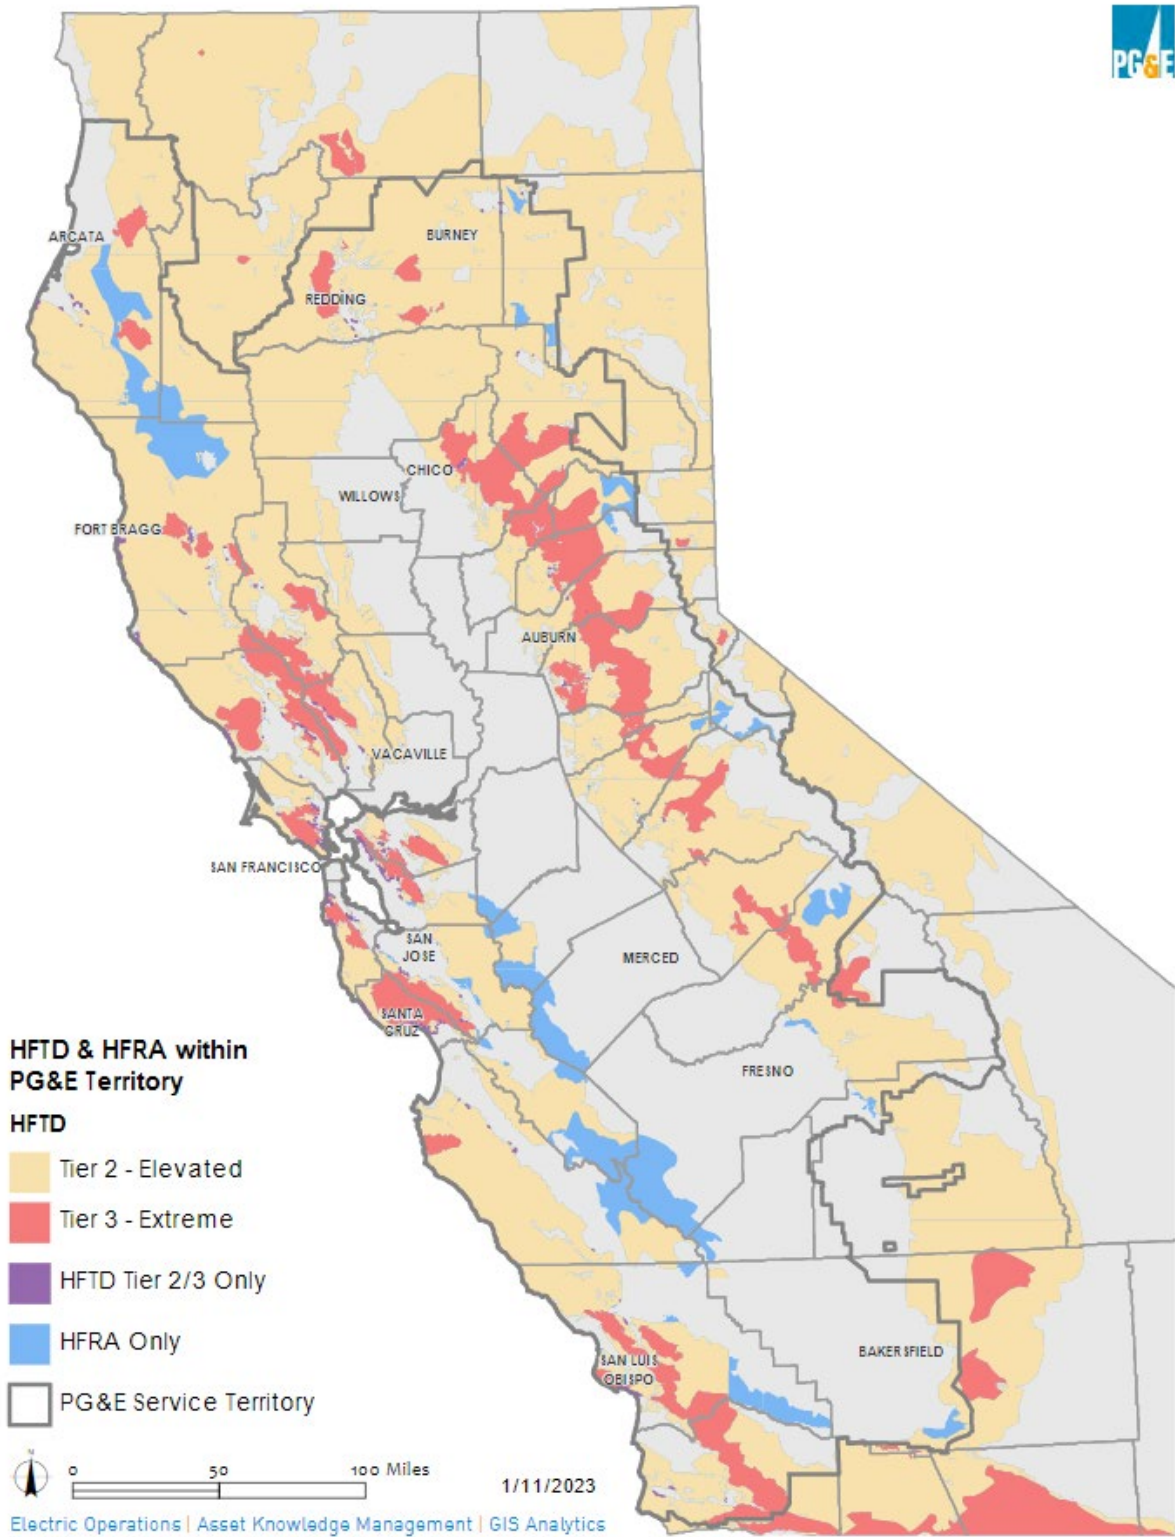 PG&E
ARCATA
BURNEY
REDDING
CHICO
WILLOWS
FORT BRAGG
AUBURN
VACAVILLE
SAN FRANCISCO
SAN
JOSE
MERCED
SANTA
CRUZ
FRESNO
BAKERSFIELD
SAN LUIS
OBISPO
HFTD & HFRA within
PG&E Territory
HFTD
Tier 2 - Elevated
Tier 3 - Extreme
HFTD Tier 2/3 Only
HFRA Only
PG&E Service Territory
N
0 50 100 Miles
1/11/2023
Electric Operations | Asset Knowledge Management | GIS Analytics